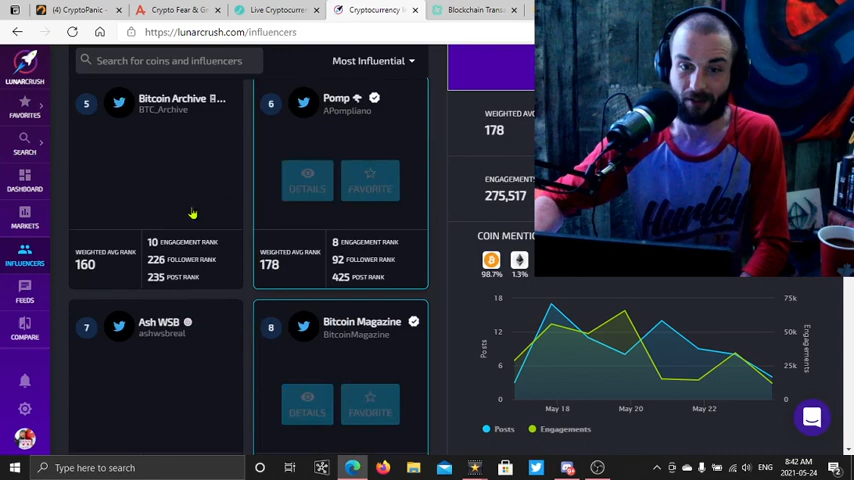 (4) CryptoPanic -
Crypto Fear & Gr
Live Cryptocurren
Cryptocurrency In
Blockchain Trans
https://lunarcrush.com/influencers
LUNARCRUSH
FAVORITES
SEARCH
DASHBOARD
MARKETS
INFLUENCERS
FEEDS
COMPARE
Search for coins and influencers
Most Influential
5
Bitcoin Archive
BTC_Archive
WEIGHTED AVG RANK
160
10 ENGAGEMENT RANK
226 FOLLOWER RANK
235 POST RANK
6
Pomp
APompliano
DETAILS
FAVORITE
WEIGHTED AVG RANK
178
8 ENGAGEMENT RANK
92 FOLLOWER RANK
425 POST RANK
7
Ash WSB
ashwsbreal
8
Bitcoin Magazine
BitcoinMagazine
DETAILS
FAVORITE
WEIGHTED AVG
178
ENGAGEMENTS
275,517
COIN MENTIO
98.7%
1.3%
18
12
6
0
Posts
75k
50k
25k
0
Engagements
May 18
May 20
May 22
Posts
Engagements
Hurley
Type here to search
ENG
8:42 AM
2021-05-24
2